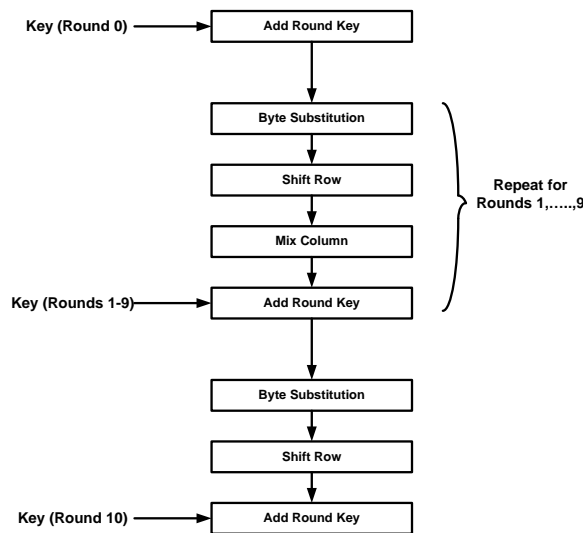 Key (Round 0)
Add Round Key
Byte Substitution
Shift Row
Mix Column
Key (Rounds 1-9)
Add Round Key
Repeat for
Rounds 1,.....,9
Byte Substitution
Shift Row
Key (Round 10)
Add Round Key